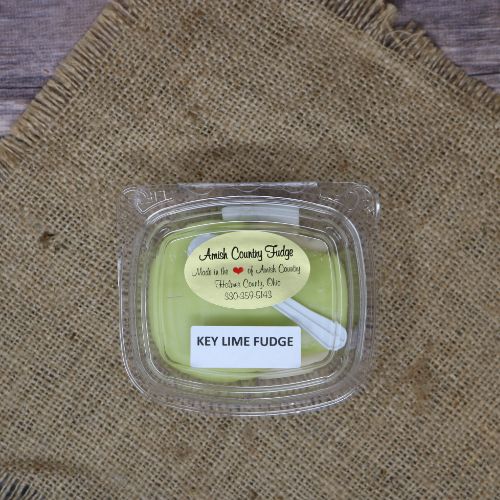 Amish Country Fudge
Made in the ❤ of Amish Country
Holmes County, Ohio
330-359-5143
KEY LIME FUDGE